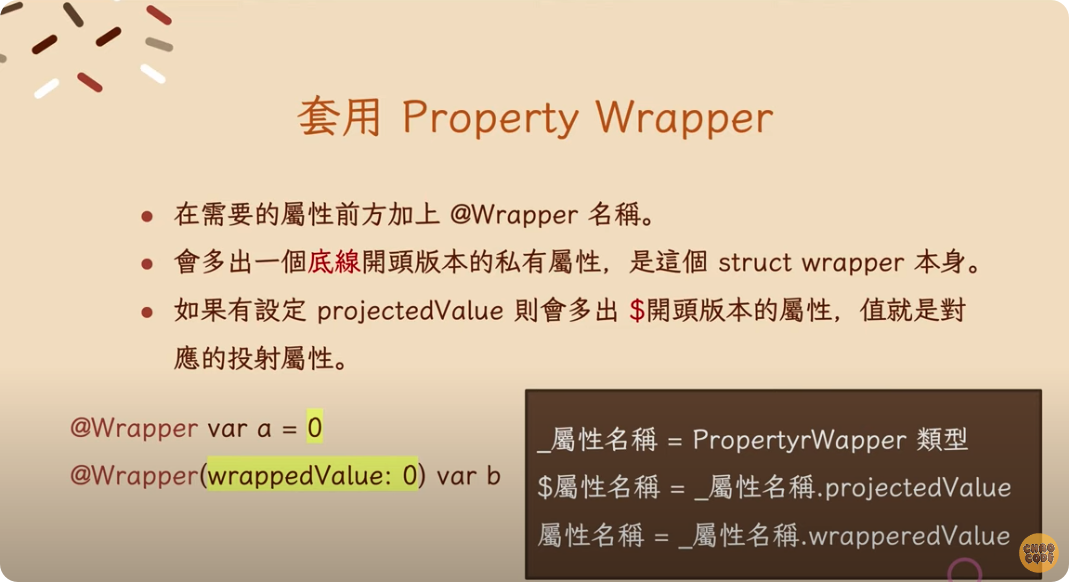 套用 Property Wrapper
在需要的屬性前方加上 @Wrapper 名稱。
會多出一個底線開頭版本的私有屬性，是這個 struct wrapper 本身。
如果有設定 projectedValue 則會多出 $開頭版本的屬性，值就是對
應的投射屬性。
@Wrapper var a = 0
@Wrapper(wrappedValue: 0) var b
_屬性名稱 = PropertyrWapper 類型
$屬性名稱 = _屬性名稱.projectedValue
屬性名稱 = _屬性名稱.wrapperedValue
CHAO
CODE